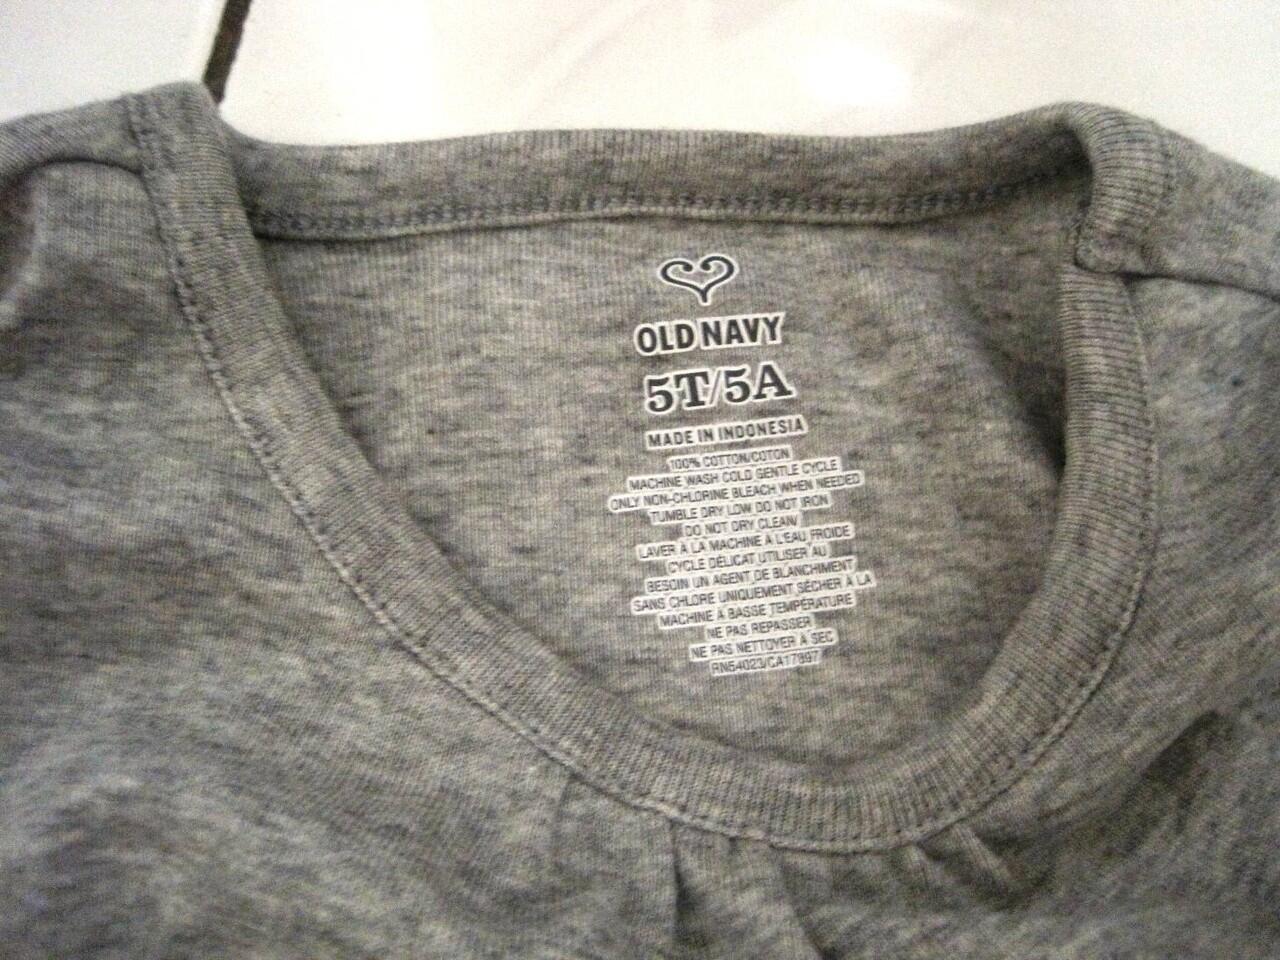 OLD NAVY
5T/5A
MADE IN INDONESIA
100% COTTON/COTON
MACHINE WASH COLD GENTLE CYCLE
ONLY NON-CHLORINE BLEACH WHEN NEEDED
TUMBLE DRY LOW DO NOT IRON
DO NOT DRY CLEAN/
LAVER À LA MACHINE À L'EAU FROIDE
CYCLE DÉLICAT UTILISER AU
BESOIN UN AGENT DE BLANCHIMENT
SANS CHLORE UNIQUEMENT SÉCHER À LA
MACHINE À BASSE TEMPÉRATURE
NE PAS REPASSER
NE PAS NETTOYER À SEC
RN54023/CA17897